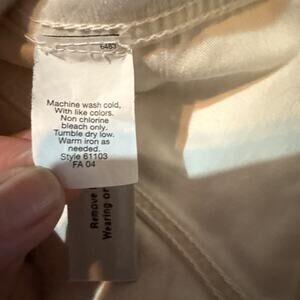 6483
Machine wash cold,
With like colors.
Non chlorine
bleach only.
Tumble dry low.
Warm iron as
needed.
Style 61103
FA 04
Remove
Wearing or